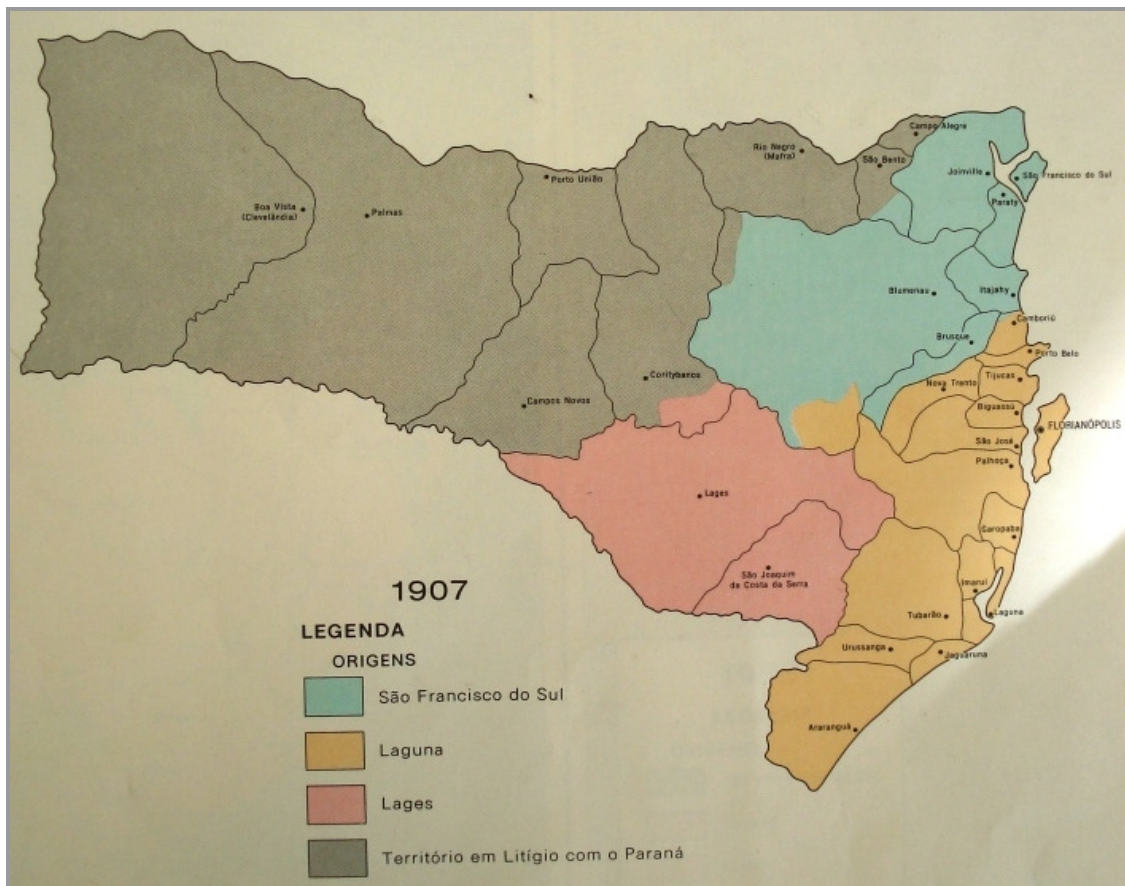 Campo Alegre
Rio Negro
(Mafra)
São Bento
Joinville
São Francisco do Sul
Paraty
Porto União
Boa Vista
(Clevelândia)
Palmas
Blumenau
Itajahy
Camboriú
Brusque
Porto Belo
Coritybanos
Nova Trento
Tijucas
Campos Novos
Biguassú
FLORIANÓPOLIS
São José
Palhoça
Lages
Garopaba
São Joaquim
da Costa da Serra
Imaruí
Tubarão
Laguna
Urussanga
Jaguaruna
Araranguá
1907
LEGENDA
ORIGENS
São Francisco do Sul
Laguna
Lages
Território em Litígio com o Paraná